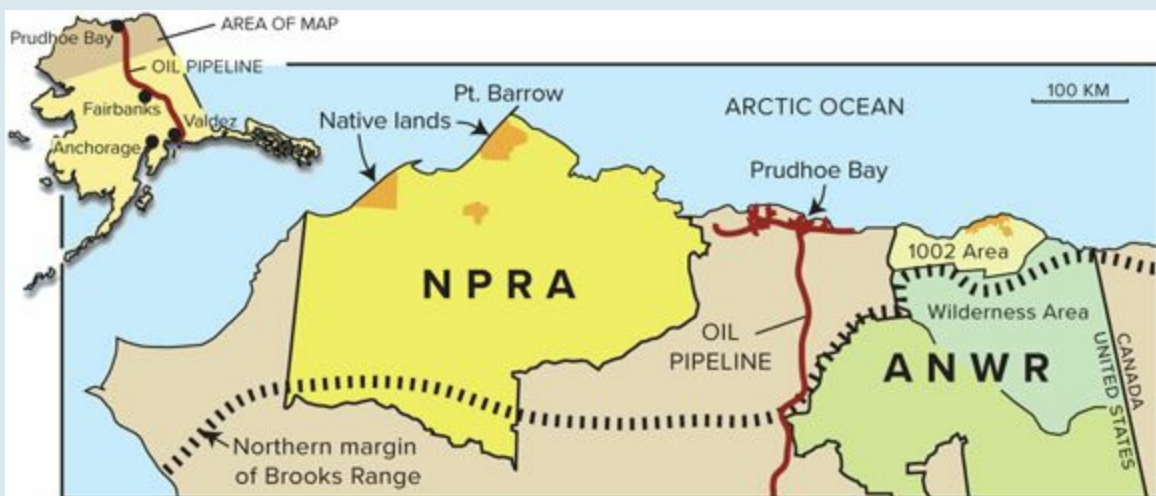 AREA OF MAP
Prudhoe Bay
OIL PIPELINE
Fairbanks
Valdez
Anchorage
Pt. Barrow
Native lands
ARCTIC OCEAN
100 KM
Prudhoe Bay
1002 Area
NPRA
Wilderness Area
OIL
PIPELINE
ANWR
CANADA
UNITED STATES
Northern margin
of Brooks Range